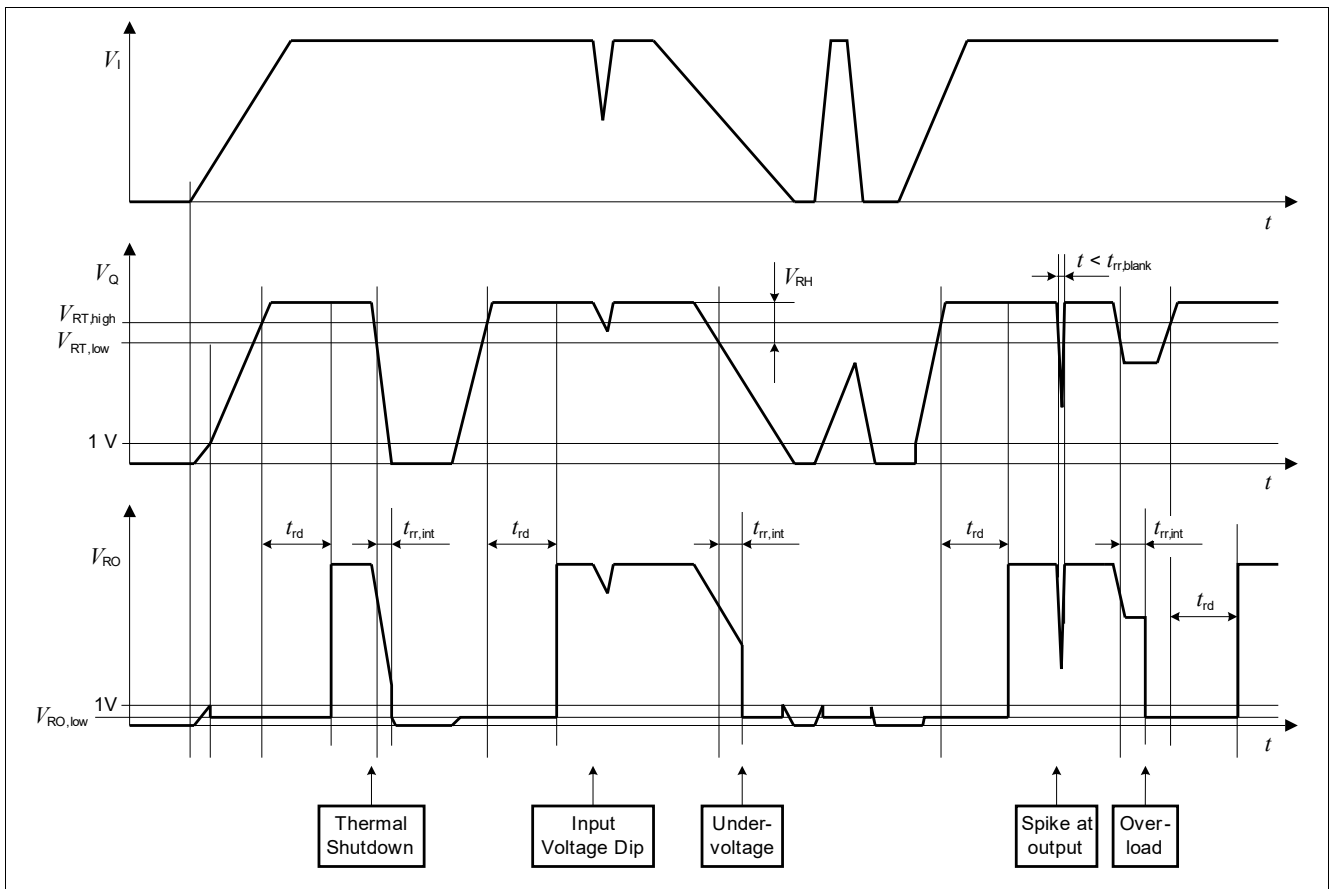 V_I
t
V_Q
V_RT,high
V_RT,low
1 V
V_RH
t < t_rr,blank
t
V_RO
t_rd
t_rr,int
t_rd
t_rr,int
t_rd
t_rr,int
t_rd
1V
V_RO,low
t
Thermal
Shutdown
Input
Voltage Dip
Under-
voltage
Spike at
output
Over-
load